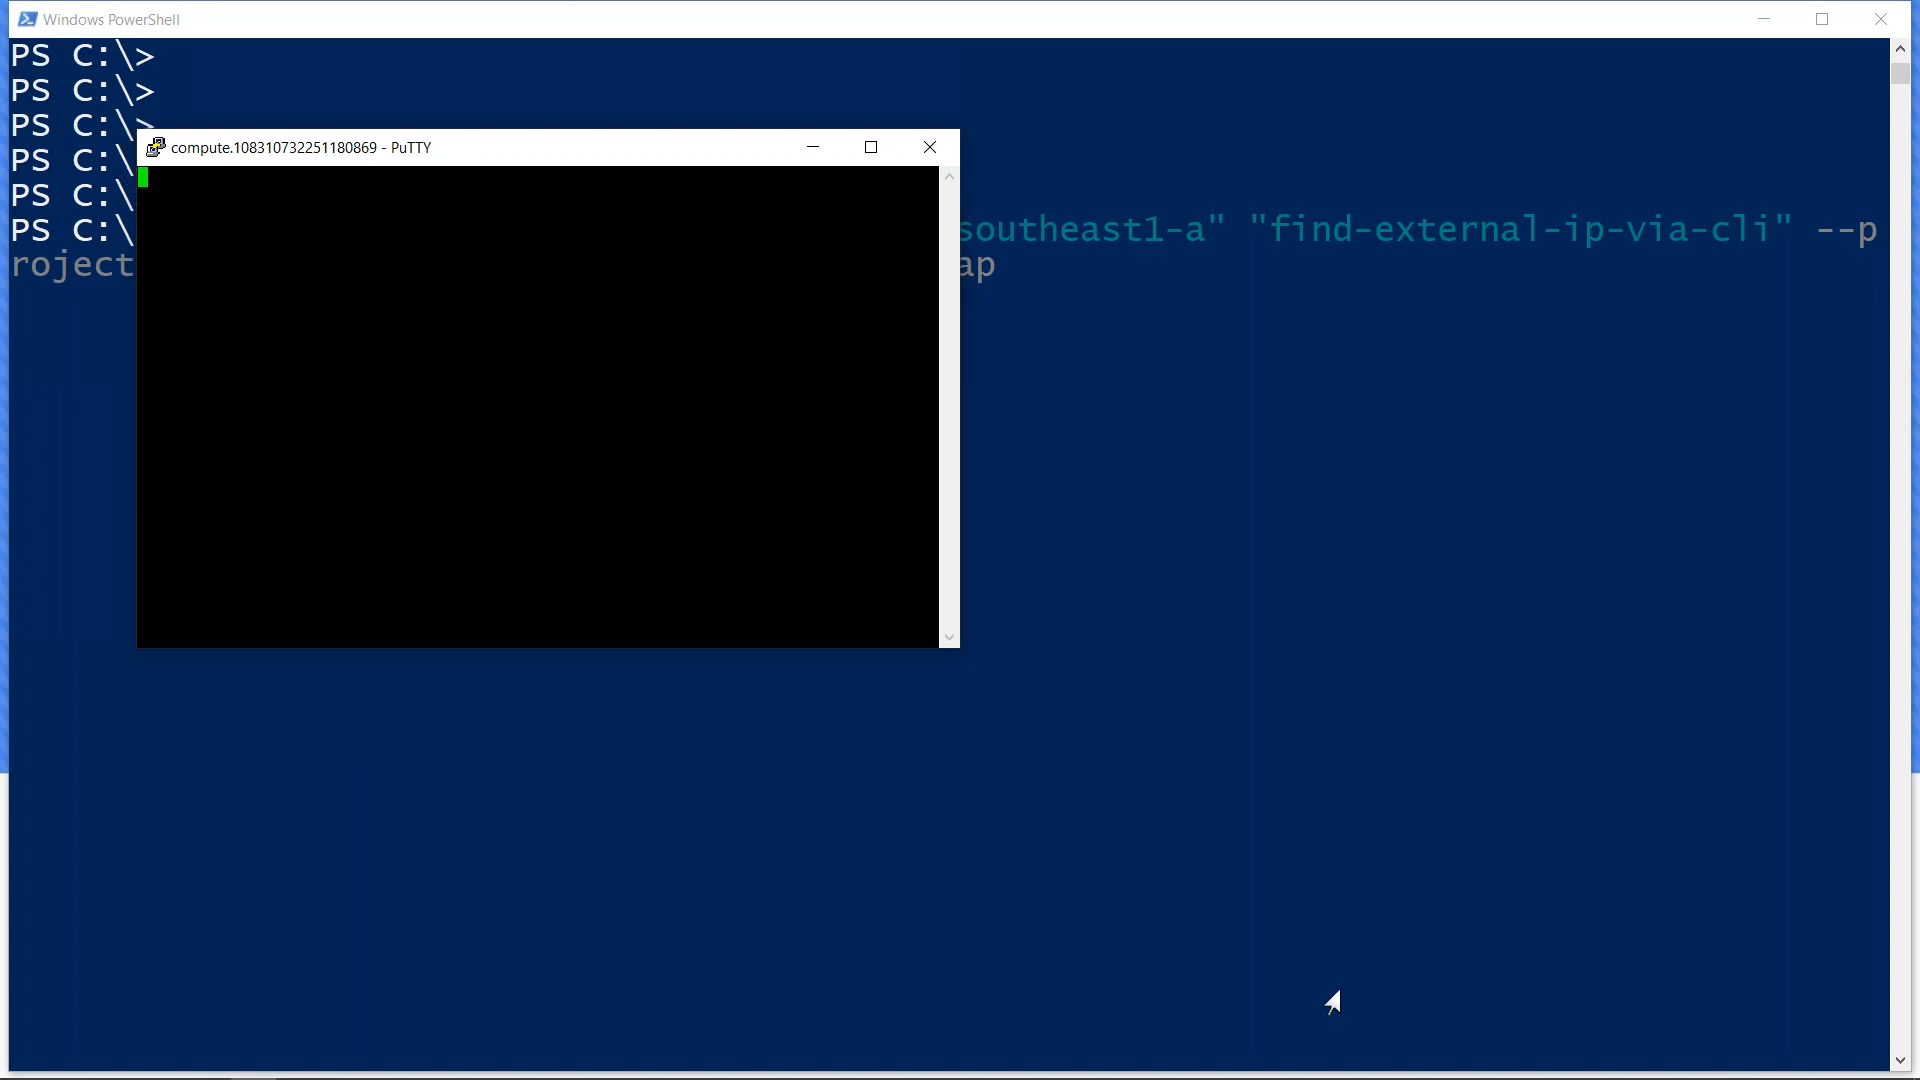 Windows PowerShell
PS C:\>
PS C:\>
PS C:\>
compute.108310732251180869 - PuTTY
PS C:\
PS C:\
PS C:\ southeast1-a" "find-external-ip-via-cli" --p
roject ap